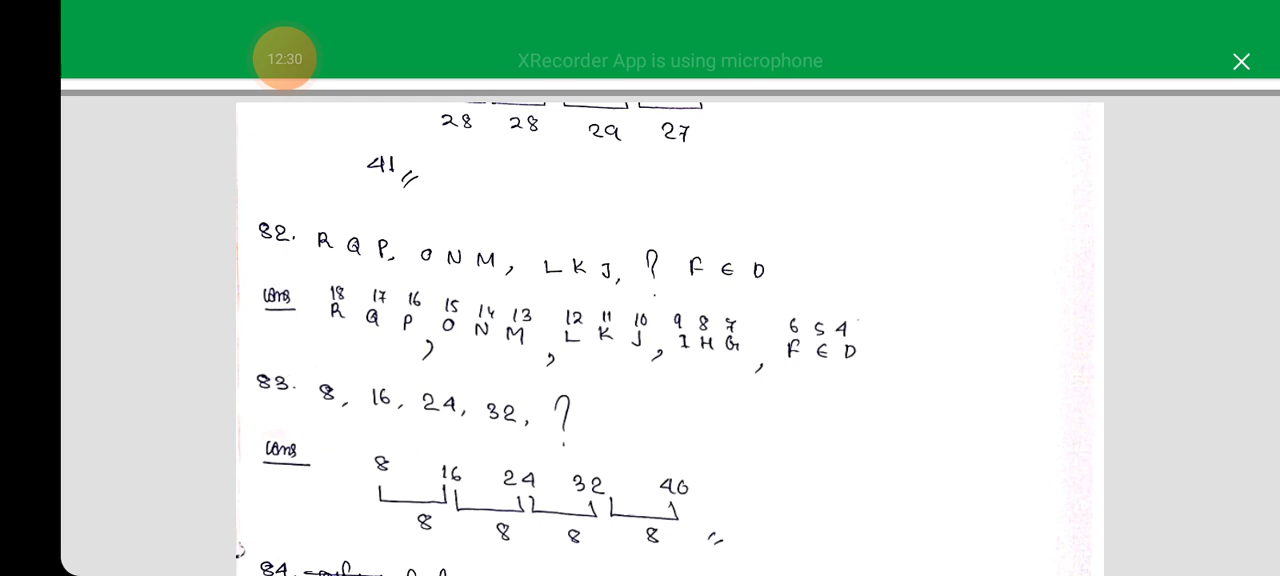 12:30 XRecorder App is using microphone
28 28 29 27
41
82. R Q P, O N M, L K J, ? F E D
Ans 18 17 16 15 14 13 12 11 10 9 8 7 6 5 4
R Q P, O N M, L K J, I H G, F E D
83. 8, 16, 24, 32, ?
Ans 8 16 24 32 40
8 8 8 8
84.